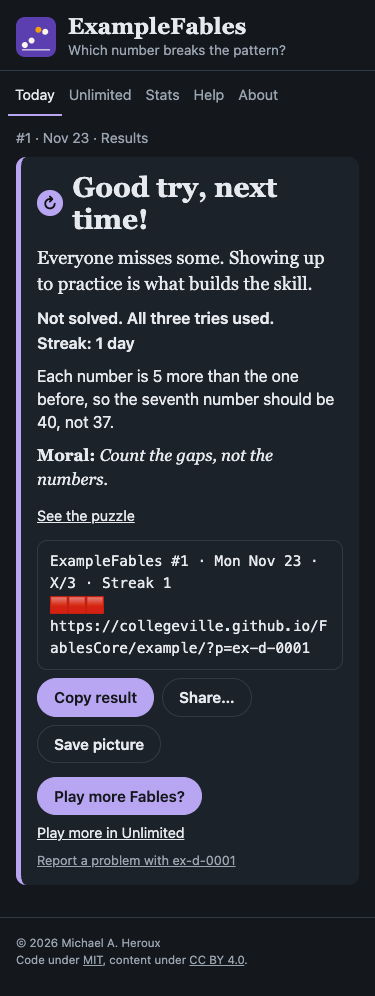 ExampleFables
Which number breaks the pattern?
Today Unlimited Stats Help About
#1 · Nov 23 · Results
Good try, next
time!
Everyone misses some. Showing up
to practice is what builds the skill.
Not solved. All three tries used.
Streak: 1 day
Each number is 5 more than the one
before, so the seventh number should be
40, not 37.
Moral: Count the gaps, not the
numbers.
See the puzzle
ExampleFables #1 · Mon Nov 23 ·
X/3 · Streak 1
🟥🟥🟥
https://collegeville.github.io/F
ablesCore/example/?p=ex-d-0001
Copy result Share...
Save picture
Play more Fables?
Play more in Unlimited
Report a problem with ex-d-0001
© 2026 Michael A. Heroux
Code under MIT, content under CC BY 4.0.